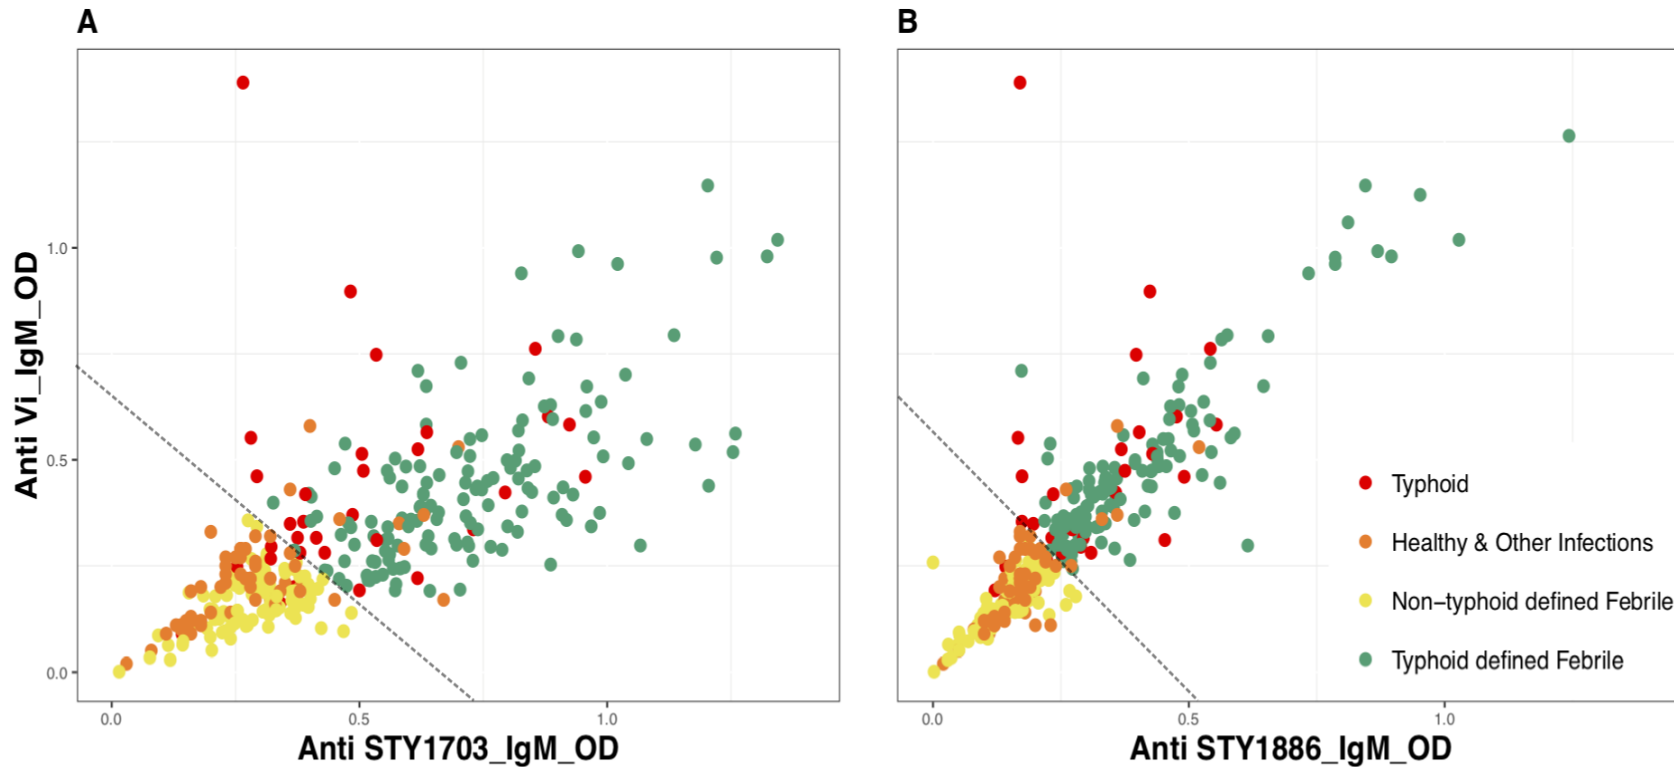 A
B
Anti Vi_IgM_OD
1.0
0.5
0.0
0.0
0.5
1.0
0.0
0.5
1.0
Anti STY1703_IgM_OD
Anti STY1886_IgM_OD
Typhoid
Healthy & Other Infections
Non−typhoid defined Febrile
Typhoid defined Febrile